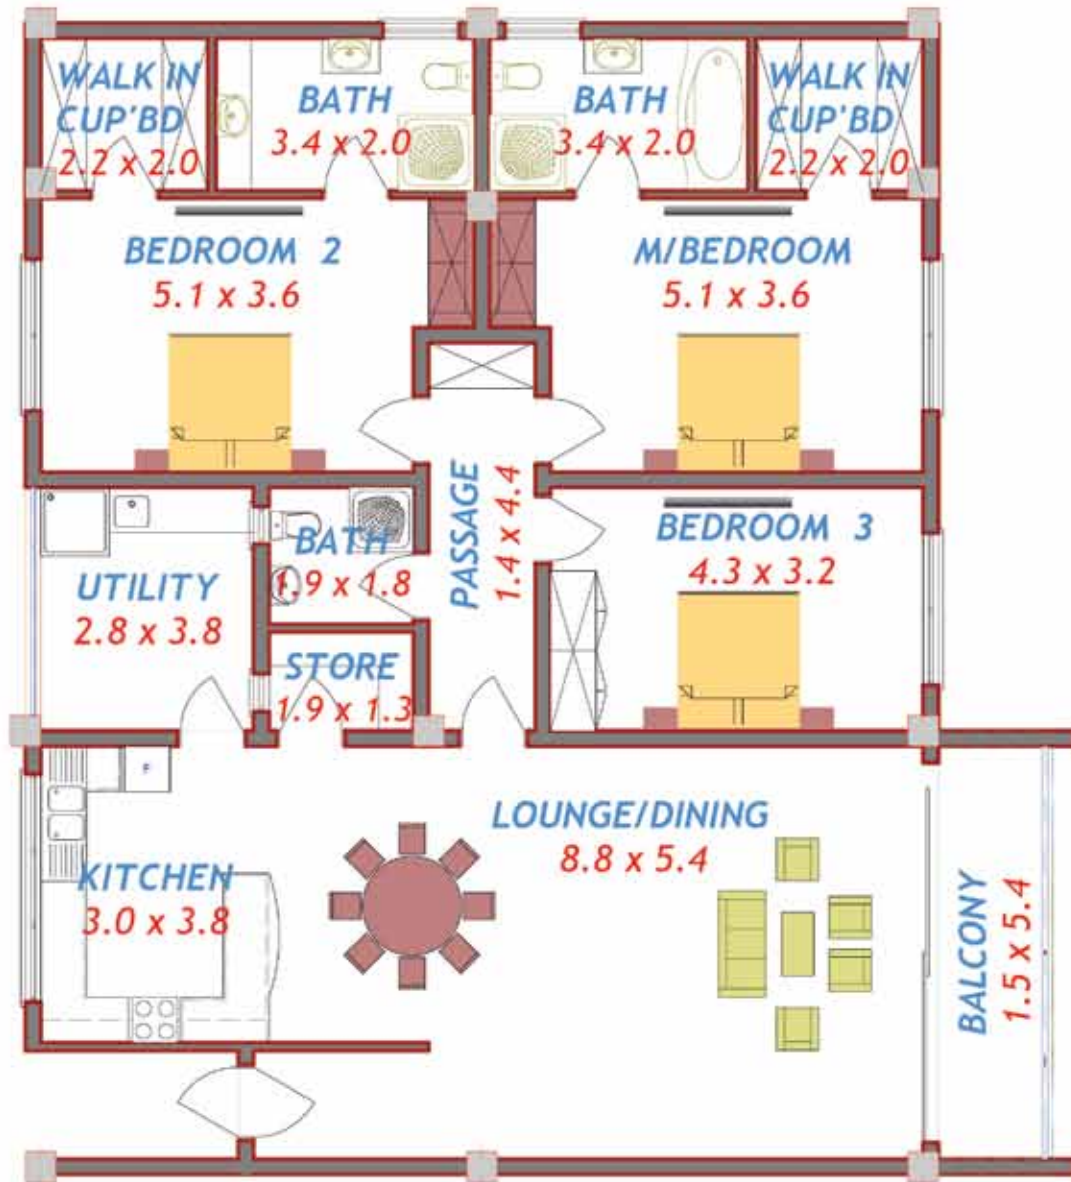 WALK IN
CUP'BD
2.2 x 2.0
BATH
3.4 x 2.0
BATH
3.4 x 2.0
WALK IN
CUP'BD
2.2 x 2.0
BEDROOM 2
5.1 x 3.6
M/BEDROOM
5.1 x 3.6
PASSAGE
1.4 x 4.4
BATH
1.9 x 1.8
BEDROOM 3
4.3 x 3.2
UTILITY
2.8 x 3.8
STORE
1.9 x 1.3
F
LOUNGE/DINING
8.8 x 5.4
KITCHEN
3.0 x 3.8
BALCONY
1.5 x 5.4